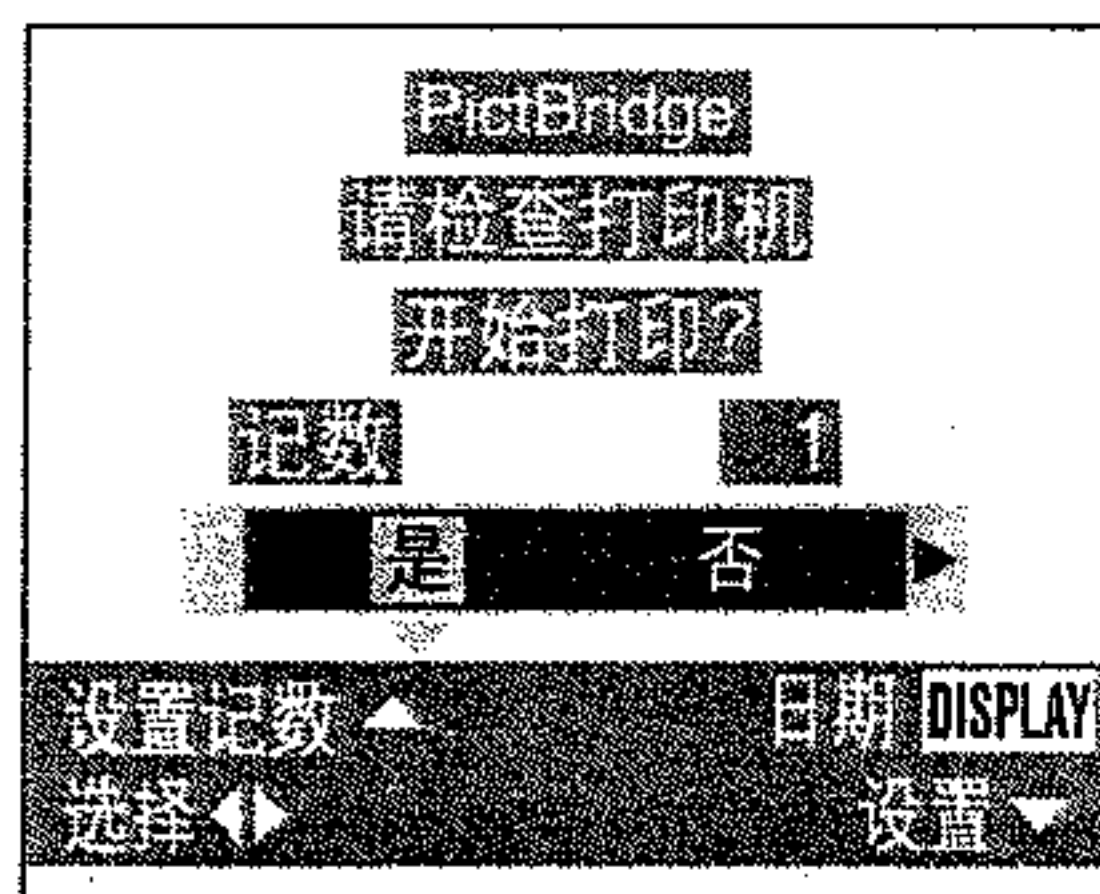 PictBridge
请检查打印机
开始打印?
记数 1
是 否
设置记数 日期 DISPLAY
选择 设置